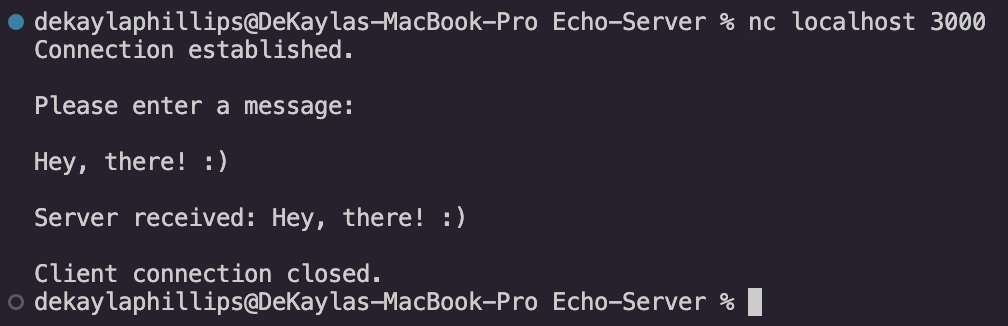 dekaylaphillips@DeKaylas-MacBook-Pro Echo-Server % nc localhost 3000
Connection established.
Please enter a message:
Hey, there! :)
Server received: Hey, there! :)
Client connection closed.
dekaylaphillips@DeKaylas-MacBook-Pro Echo-Server %